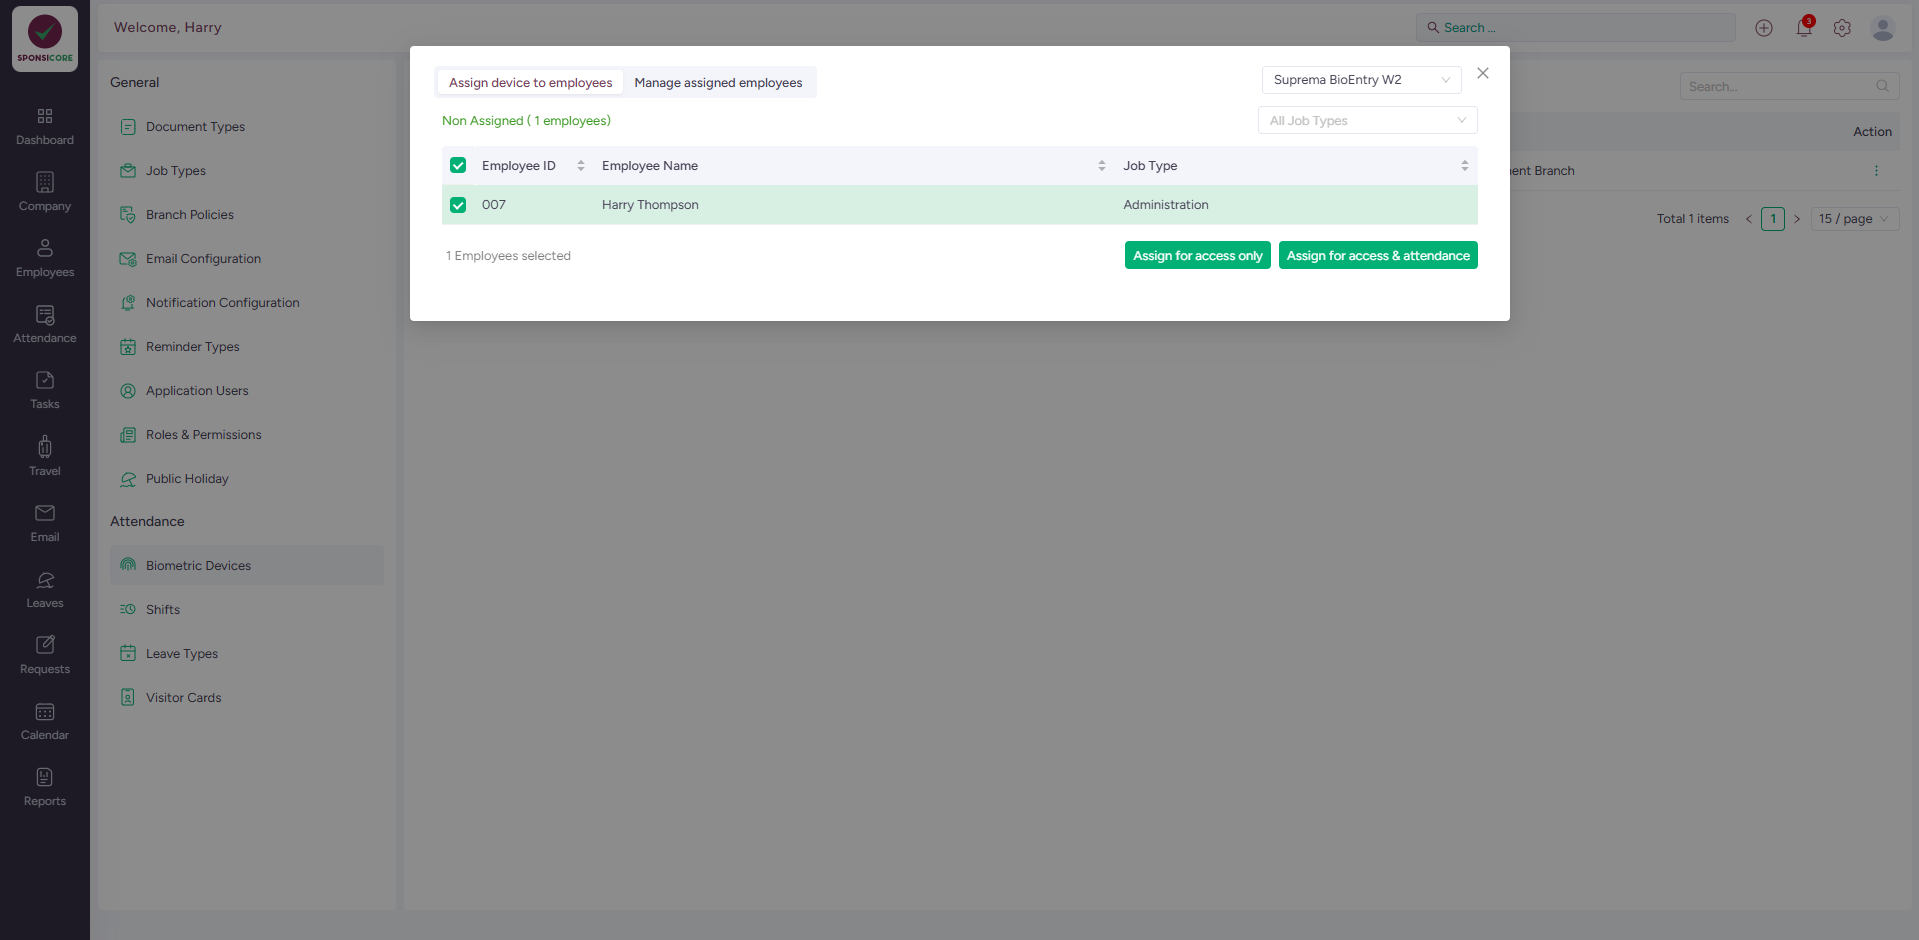 SPONSICORE
Welcome, Harry
Search ...
3
Dashboard
Company
Employees
Attendance
Tasks
Travel
Email
Leaves
Requests
Calendar
Reports
General
Document Types
Job Types
Branch Policies
Email Configuration
Notification Configuration
Reminder Types
Application Users
Roles & Permissions
Public Holiday
Attendance
Biometric Devices
Shifts
Leave Types
Visitor Cards
Assign device to employees
Manage assigned employees
Suprema BioEntry W2
Non Assigned ( 1 employees)
All Job Types
Employee ID Employee Name Job Type
007 Harry Thompson Administration
1 Employees selected
Assign for access only
Assign for access & attendance
Search...
Action
Branch
Total 1 items
1
15 / page